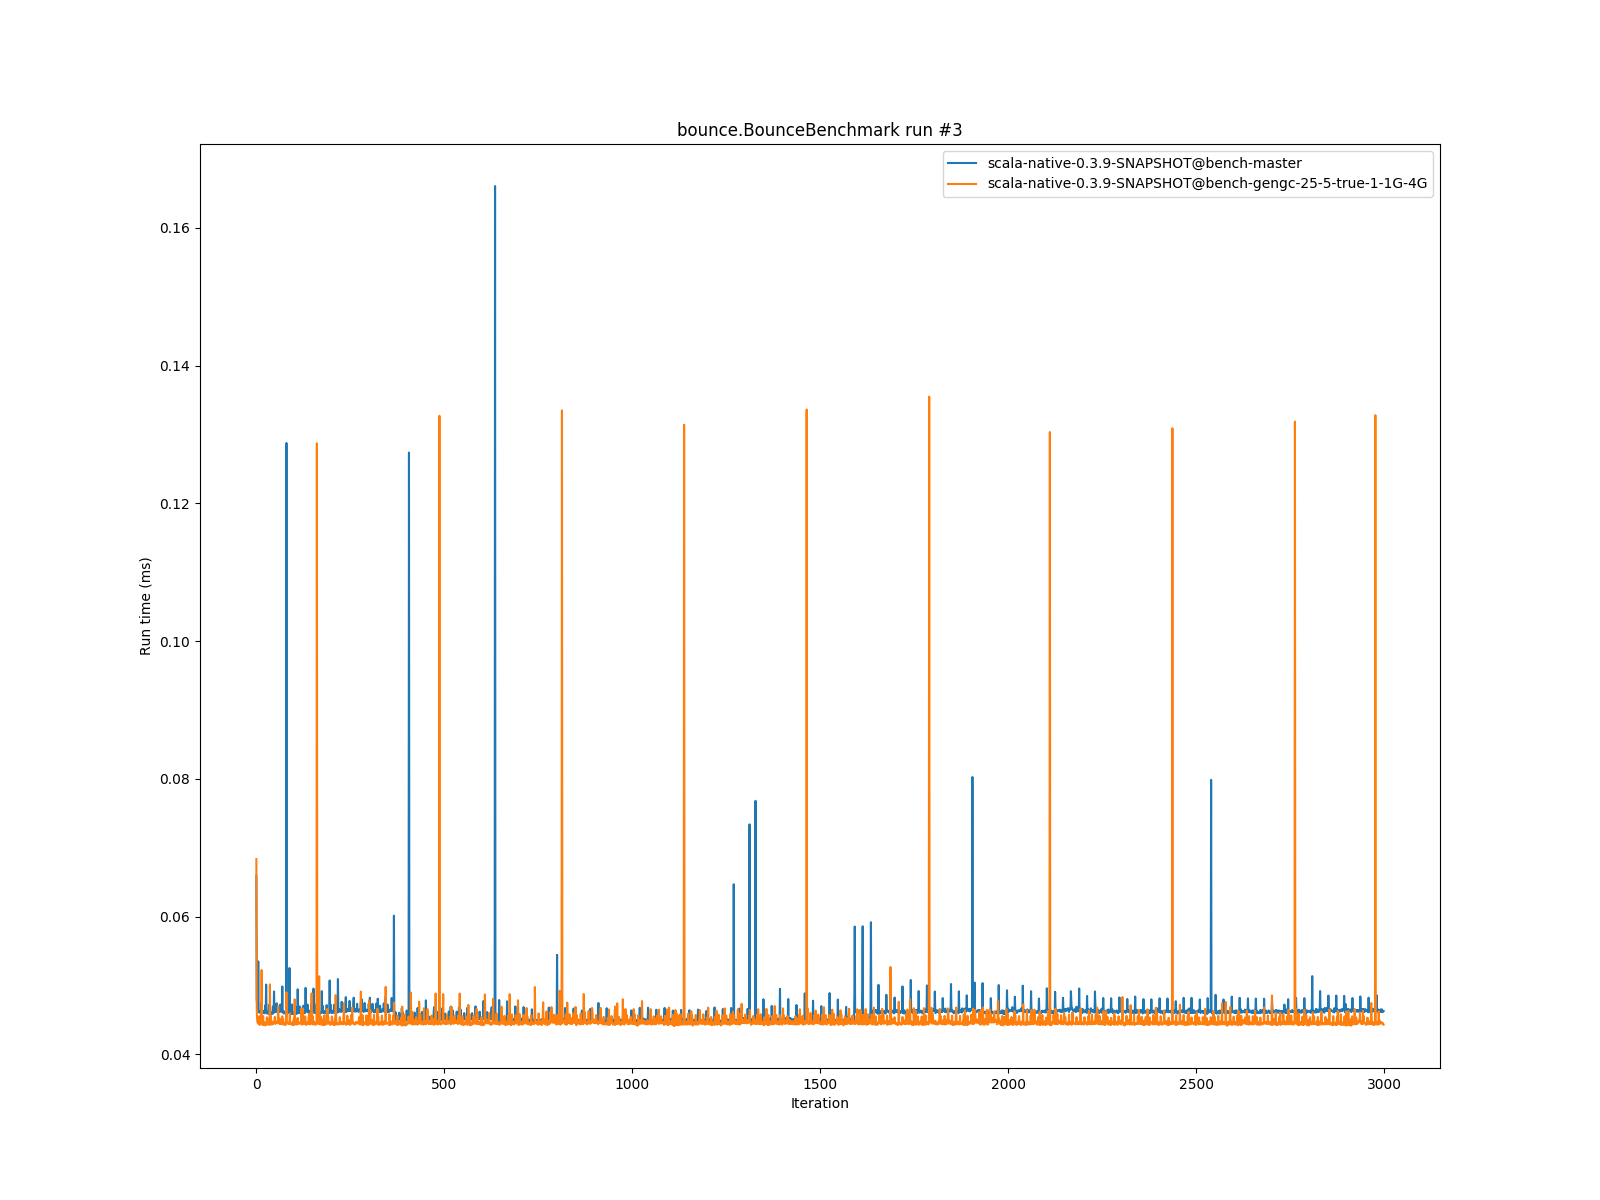 bounce.BounceBenchmark run #3
scala-native-0.3.9-SNAPSHOT@bench-master
scala-native-0.3.9-SNAPSHOT@bench-gengc-25-5-true-1-1G-4G
0.16
0.14
0.12
0.10
0.08
0.06
0.04
Run time (ms)
0 500 1000 1500 2000 2500 3000
Iteration